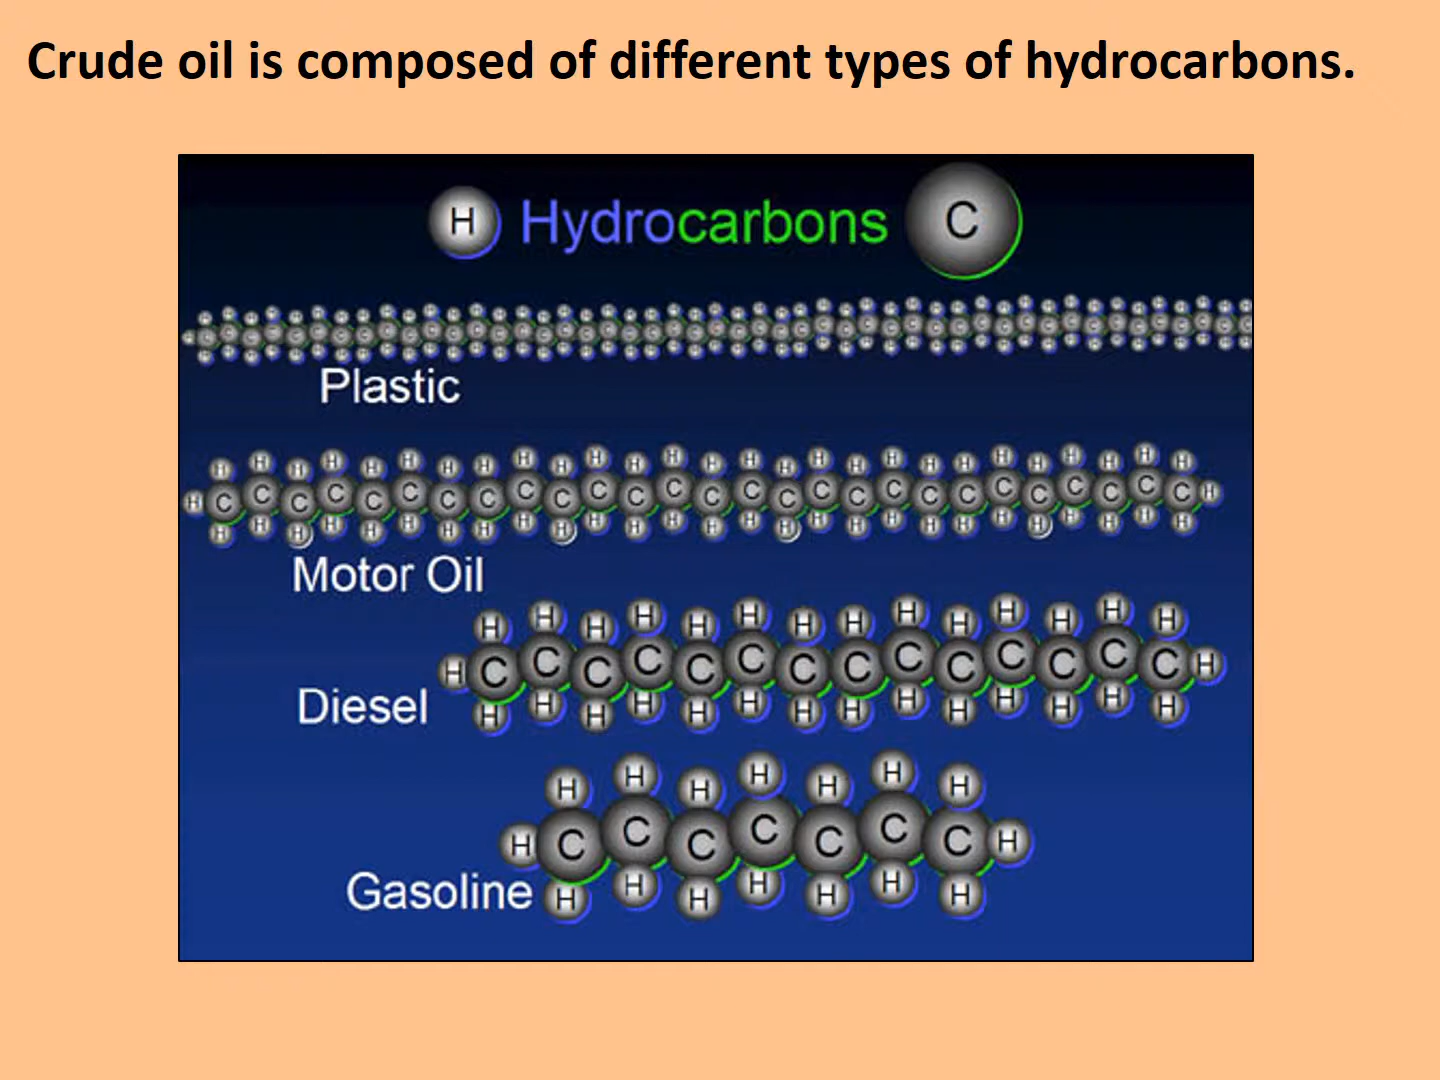 Crude oil is composed of different types of hydrocarbons.
H Hydrocarbons C
Plastic
H H H H H H H H H H H H H H H H H H H H H H H H H H H
H C C C C C C C C C C C C C C C C C C C C C C C C C C C H
H H H H H H H H H H H H H H H H H H H H H H H H H H H
Motor Oil
H H H H H H H H H H H H H H
H C C C C C C C C C C C C C C H
Diesel H H H H H H H H H H H H H H
H H H H H H H
H C C C C C C C H
Gasoline H H H H H H H